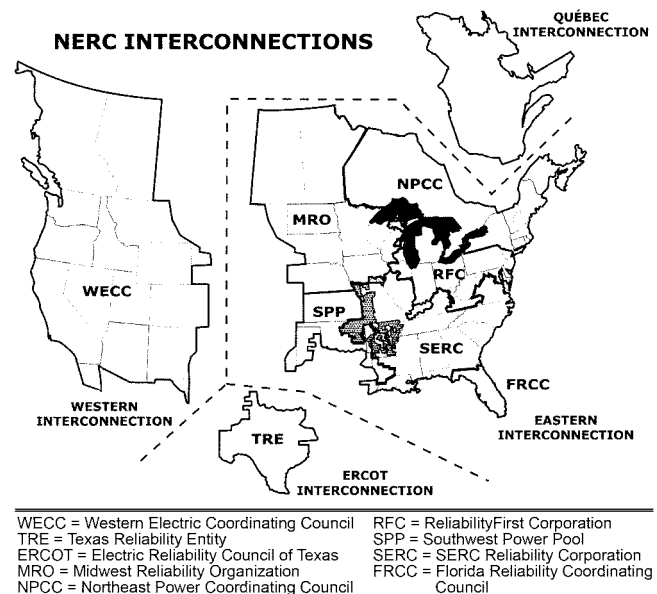 NERC INTERCONNECTIONS
QUÉBEC
INTERCONNECTION
NPCC
MRO
RFC
WECC
SPP
SERC
FRCC
WESTERN
INTERCONNECTION
EASTERN
INTERCONNECTION
TRE
ERCOT
INTERCONNECTION
WECC = Western Electric Coordinating Council
TRE = Texas Reliability Entity
ERCOT = Electric Reliability Council of Texas
MRO = Midwest Reliability Organization
NPCC = Northeast Power Coordinating Council
RFC = ReliabilityFirst Corporation
SPP = Southwest Power Pool
SERC = SERC Reliability Corporation
FRCC = Florida Reliability Coordinating
Council